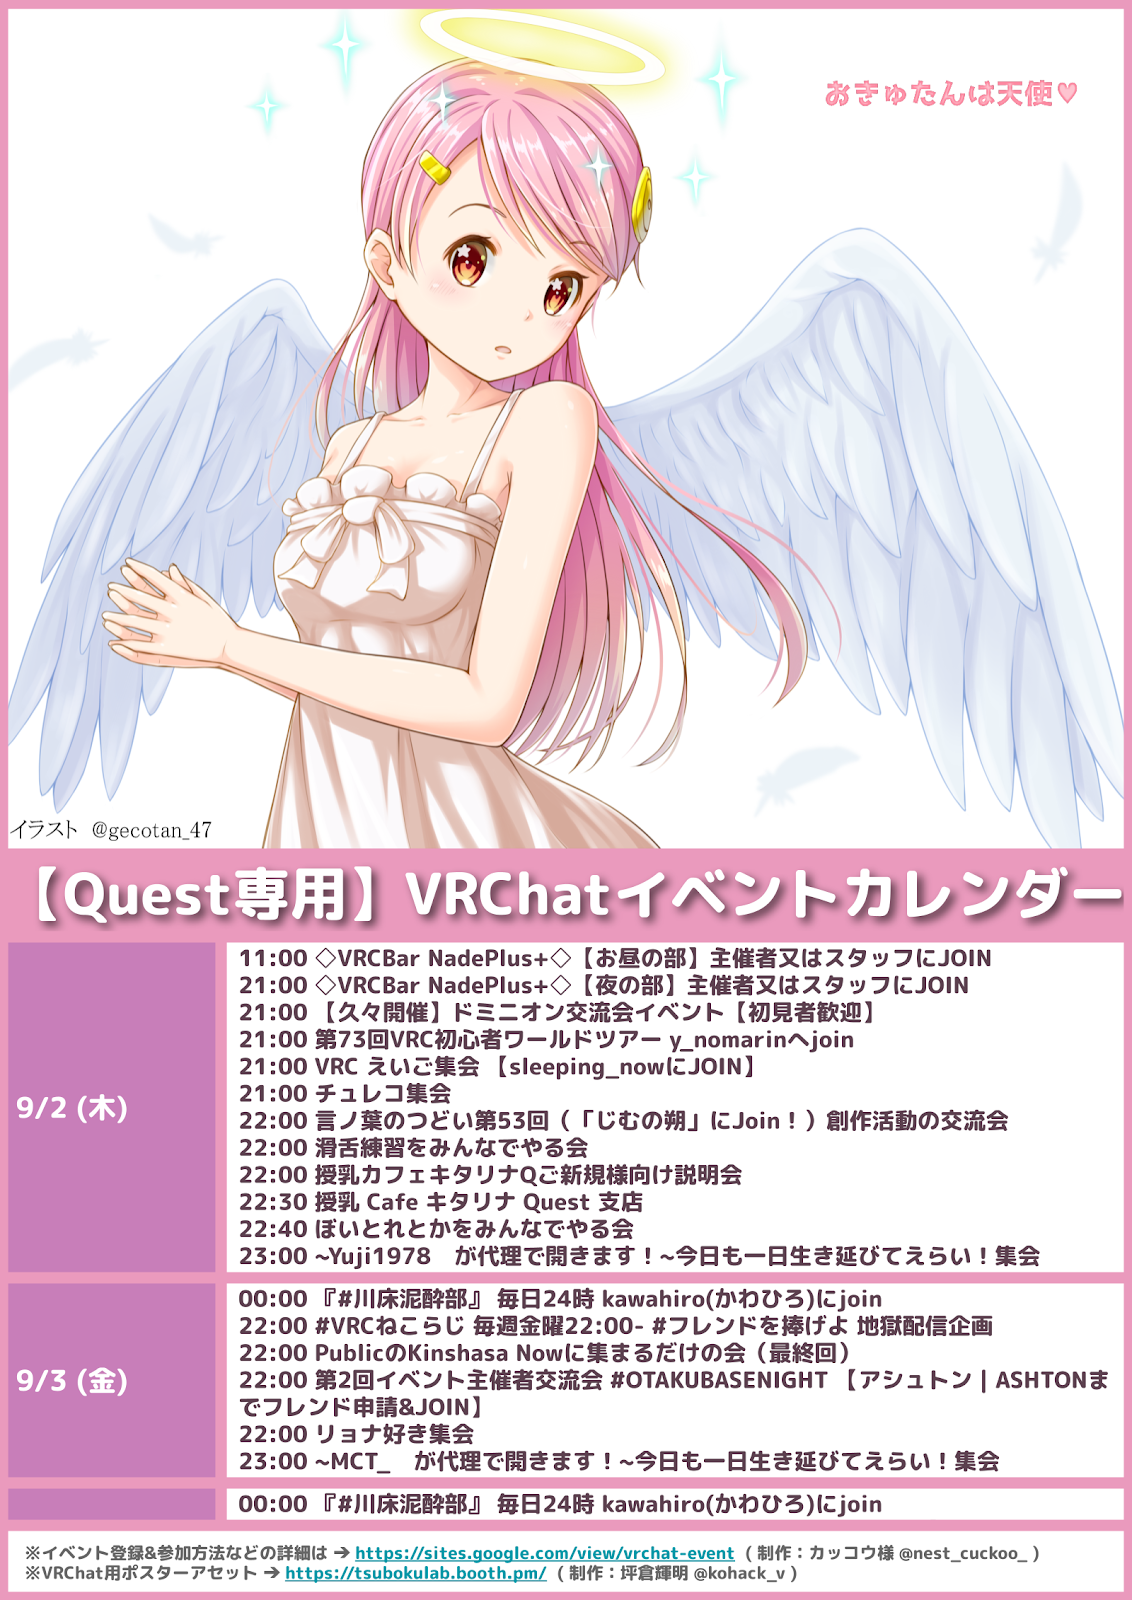 おきゅたんは天使♥
イラスト @gecotan_47
【Quest専用】VRChatイベントカレンダー
9/2 (木)
11:00 ◇VRCBar NadePlus+◇【お昼の部】主催者又はスタッフにJOIN
21:00 ◇VRCBar NadePlus+◇【夜の部】主催者又はスタッフにJOIN
21:00 【久々開催】ドミニオン交流会イベント【初見者歓迎】
21:00 第73回VRC初心者ワールドツアー y_nomarinへjoin
21:00 VRC えいご集会 【sleeping_nowにJOIN】
21:00 チュレコ集会
22:00 言ノ葉のつどい第53回（「じむの朔」にJoin！）創作活動の交流会
22:00 滑舌練習をみんなでやる会
22:00 授乳カフェキタリナQご新規様向け説明会
22:30 授乳 Cafe キタリナ Quest 支店
22:40 ぼいとれとかをみんなでやる会
23:00 ~Yuji1978　が代理で開きます！~今日も一日生き延びてえらい！集会
9/3 (金)
00:00 『#川床泥酔部』 毎日24時 kawahiro(かわひろ)にjoin
22:00 #VRCねこらじ 毎週金曜22:00- #フレンドを捧げよ 地獄配信企画
22:00 PublicのKinshasa Nowに集まるだけの会（最終回）
22:00 第2回イベント主催者交流会 #OTAKUBASENIGHT 【アシュトン | ASHTONま
でフレンド申請&JOIN】
22:00 リョナ好き集会
23:00 ~MCT_　が代理で開きます！~今日も一日生き延びてえらい！集会
00:00 『#川床泥酔部』 毎日24時 kawahiro(かわひろ)にjoin
※イベント登録&参加方法などの詳細は → https://sites.google.com/view/vrchat-event （ 制作：カッコウ様 @nest_cuckoo_ ）
※VRChat用ポスターアセット → https://tsubokulab.booth.pm/ （ 制作：坪倉輝明 @kohack_v ）